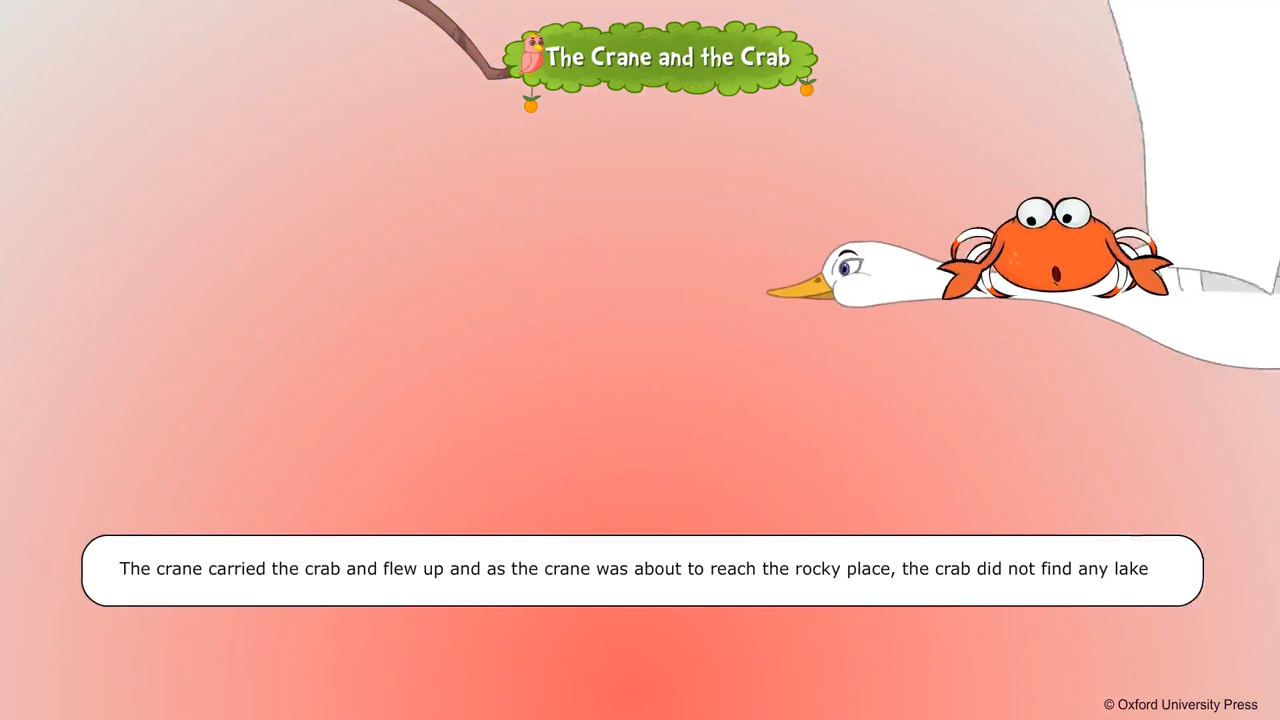 The Crane and the Crab
The crane carried the crab and flew up and as the crane was about to reach the rocky place, the crab did not find any lake
© Oxford University Press